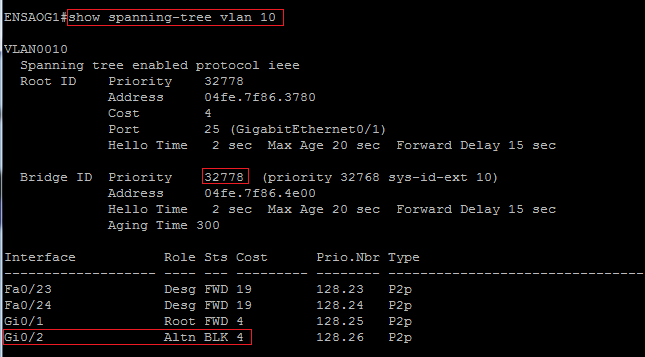 ENSAOG1#show spanning-tree vlan 10
VLAN0010
  Spanning tree enabled protocol ieee
  Root ID    Priority    32778
             Address     04fe.7f86.3780
             Cost        4
             Port        25 (GigabitEthernet0/1)
             Hello Time   2 sec  Max Age 20 sec  Forward Delay 15 sec
  Bridge ID  Priority    32778  (priority 32768 sys-id-ext 10)
             Address     04fe.7f86.4e00
             Hello Time   2 sec  Max Age 20 sec  Forward Delay 15 sec
             Aging Time 300
Interface           Role Sts Cost      Prio.Nbr Type
------------------- ---- --- --------- -------- --------------------------------
Fa0/23              Desg FWD 19        128.23   P2p
Fa0/24              Desg FWD 19        128.24   P2p
Gi0/1               Root FWD 4         128.25   P2p
Gi0/2               Altn BLK 4         128.26   P2p